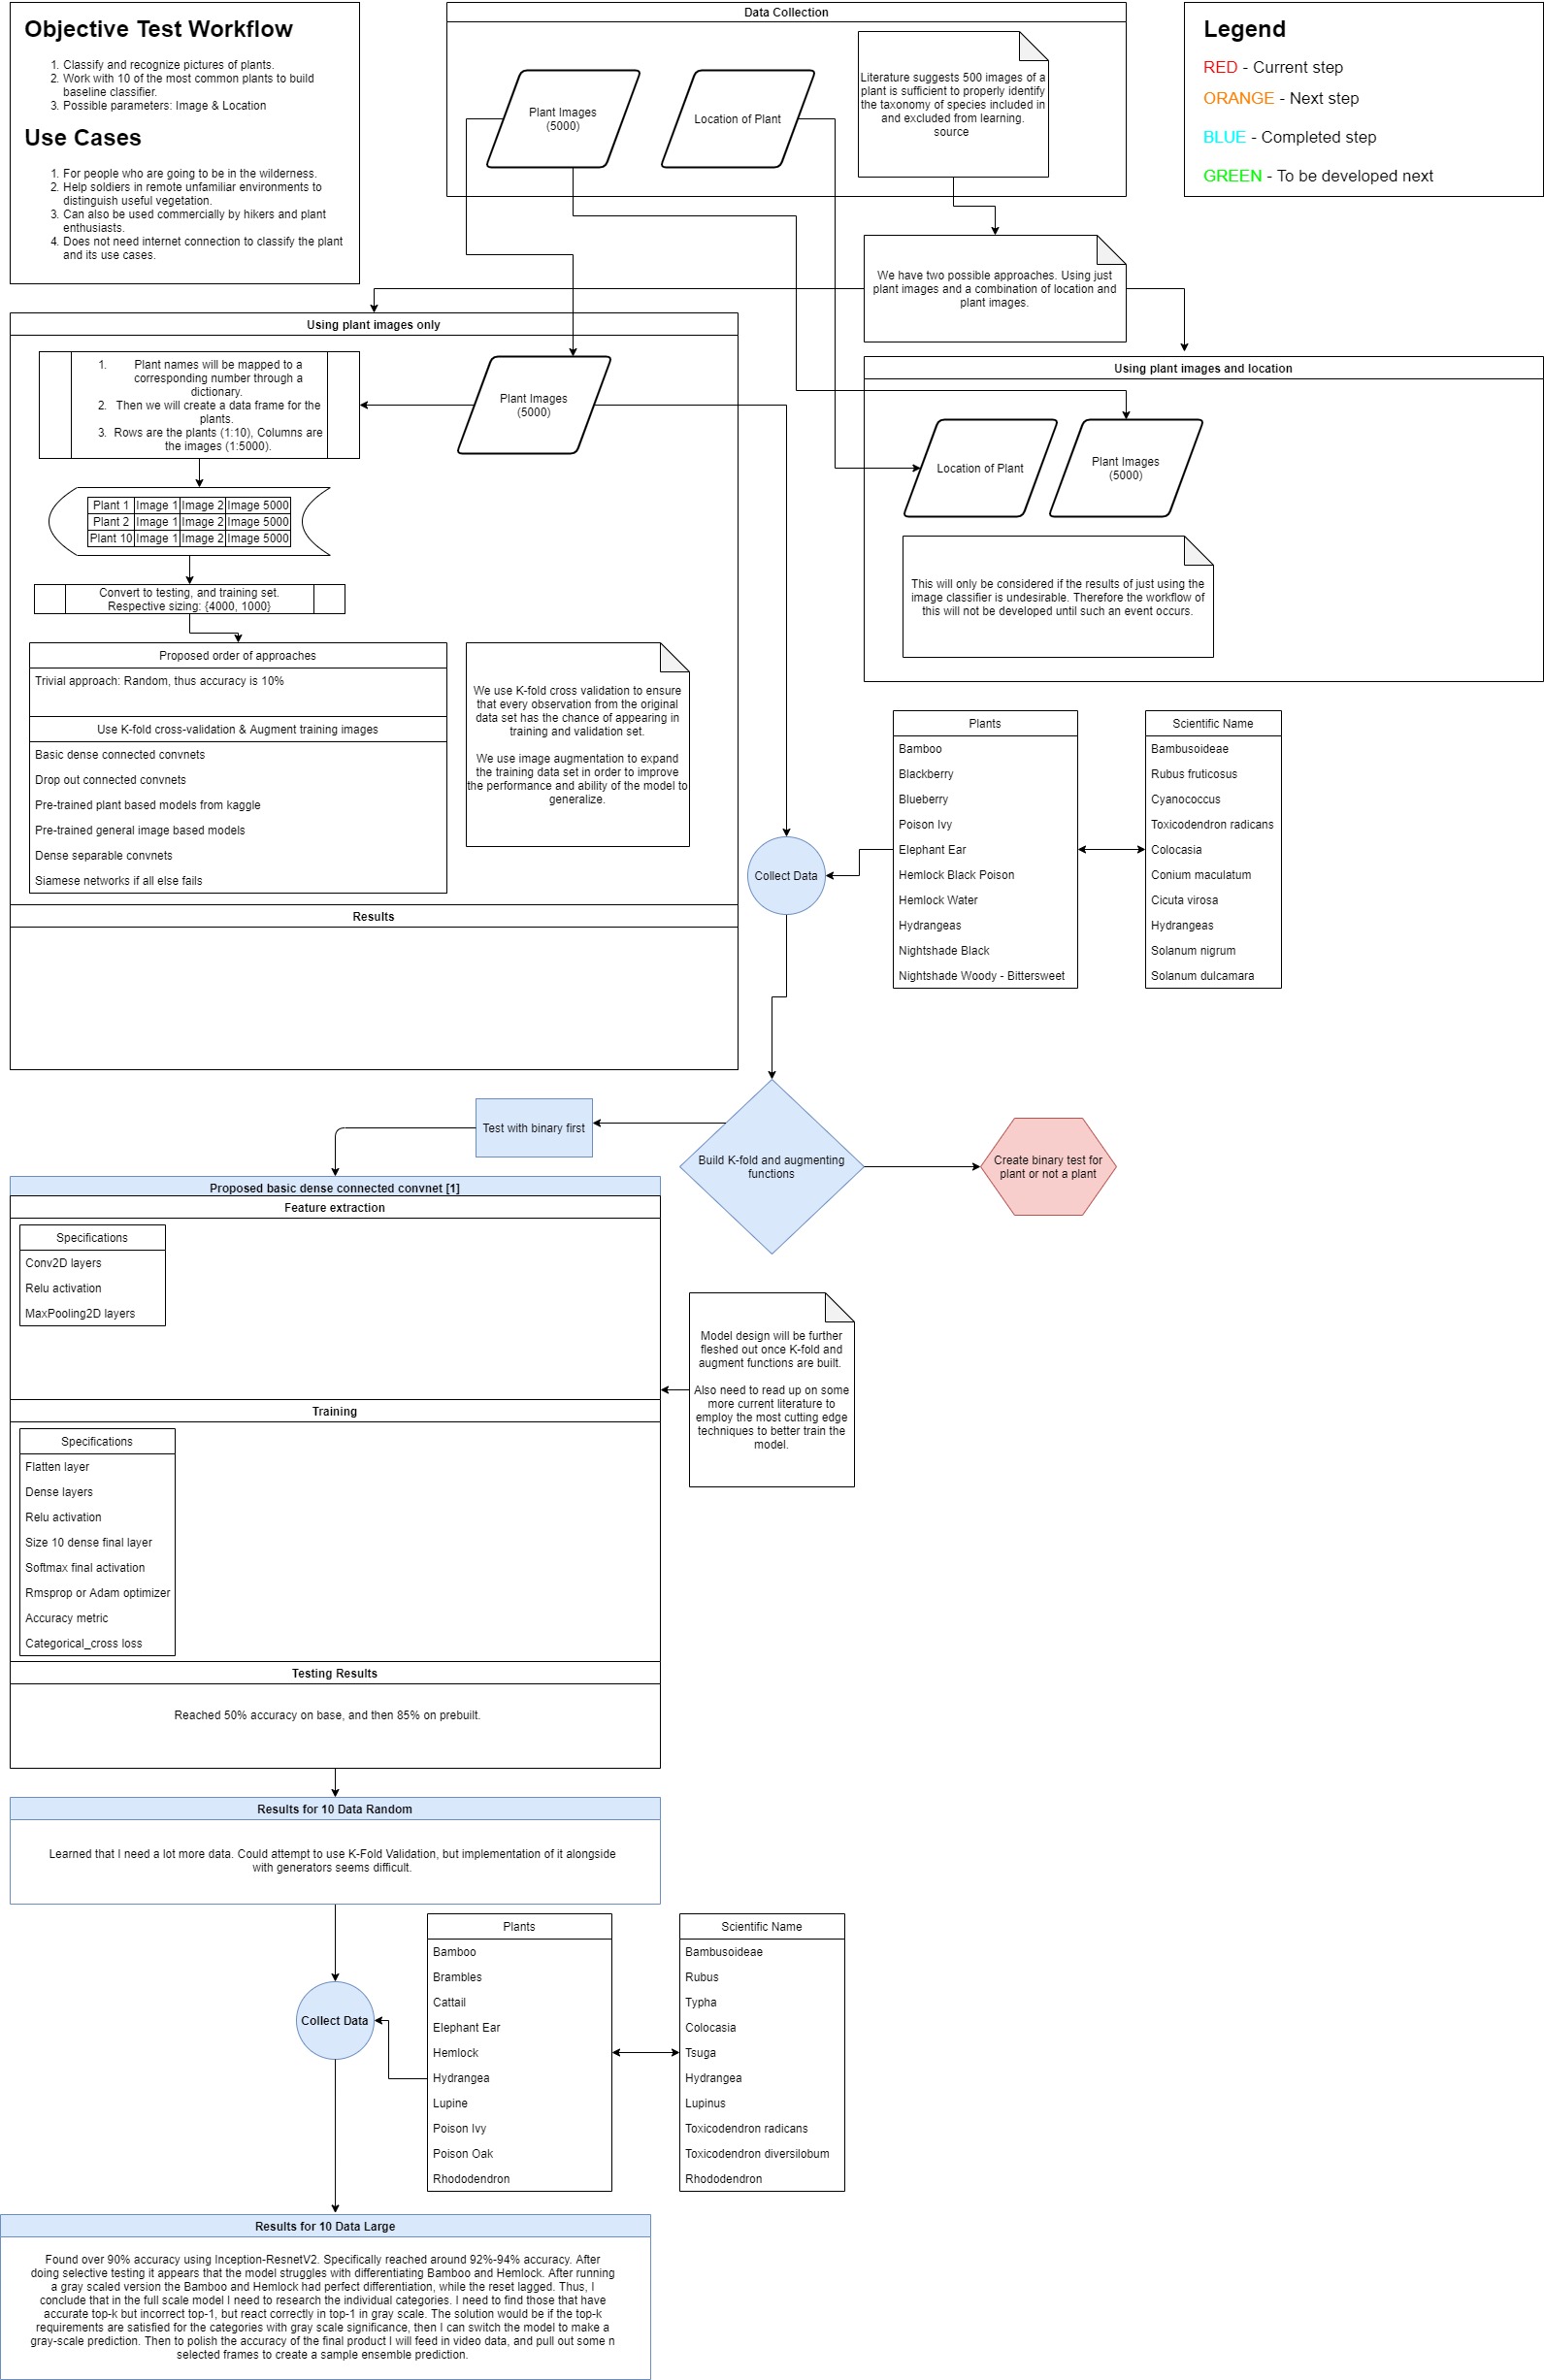 Objective Test Workflow
1. Classify and recognize pictures of plants.
2. Work with 10 of the most common plants to build
baseline classifier.
3. Possible parameters: Image & Location
Use Cases
1. For people who are going to be in the wilderness.
2. Help soldiers in remote unfamiliar environments to
distinguish useful vegetation.
3. Can also be used commercially by hikers and plant
enthusiasts.
4. Does not need internet connection to classify the plant
and its use cases.
Data Collection
Plant Images
(5000)
Location of Plant
Literature suggests 500 images of a
plant is sufficient to properly identify
the taxonomy of species included in
and excluded from learning.
source
Legend
RED - Current step
ORANGE - Next step
BLUE - Completed step
GREEN - To be developed next
We have two possible approaches. Using just
plant images and a combination of location and
plant images.
Using plant images only
1. Plant names will be mapped to a
corresponding number through a
dictionary.
2. Then we will create a data frame for the
plants.
3. Rows are the plants (1:10), Columns are
the images (1:5000).
Plant Images
(5000)
Plant 1 Image 1 Image 2 Image 5000
Plant 2 Image 1 Image 2 Image 5000
Plant 10 Image 1 Image 2 Image 5000
Convert to testing, and training set.
Respective sizing: {4000, 1000}
Proposed order of approaches
Trivial approach: Random, thus accuracy is 10%
Use K-fold cross-validation & Augment training images
Basic dense connected convnets
Drop out connected convnets
Pre-trained plant based models from kaggle
Pre-trained general image based models
Dense separable convnets
Siamese networks if all else fails
We use K-fold cross validation to ensure
that every observation from the original
data set has the chance of appearing in
training and validation set.
We use image augmentation to expand
the training data set in order to improve
the performance and ability of the model to
generalize.
Results
Using plant images and location
Location of Plant
Plant Images
(5000)
This will only be considered if the results of just using the
image classifier is undesirable. Therefore the workflow of
this will not be developed until such an event occurs.
Collect Data
Plants
Bamboo
Blackberry
Blueberry
Poison Ivy
Elephant Ear
Hemlock Black Poison
Hemlock Water
Hydrangeas
Nightshade Black
Nightshade Woody - Bittersweet
Scientific Name
Bambusoideae
Rubus fruticosus
Cyanococcus
Toxicodendron radicans
Colocasia
Conium maculatum
Cicuta virosa
Hydrangeas
Solanum nigrum
Solanum dulcamara
Test with binary first
Build K-fold and augmenting
functions
Create binary test for
plant or not a plant
Proposed basic dense connected convnet [1]
Feature extraction
Specifications
Conv2D layers
Relu activation
MaxPooling2D layers
Model design will be further
fleshed out once K-fold and
augment functions are built.
Also need to read up on some
more current literature to
employ the most cutting edge
techniques to better train the
model.
Training
Specifications
Flatten layer
Dense layers
Relu activation
Size 10 dense final layer
Softmax final activation
Rmsprop or Adam optimizer
Accuracy metric
Categorical_cross loss
Testing Results
Reached 50% accuracy on base, and then 85% on prebuilt.
Results for 10 Data Random
Learned that I need a lot more data. Could attempt to use K-Fold Validation, but implementation of it alongside
with generators seems difficult.
Collect Data
Plants
Bamboo
Brambles
Cattail
Elephant Ear
Hemlock
Hydrangea
Lupine
Poison Ivy
Poison Oak
Rhododendron
Scientific Name
Bambusoideae
Rubus
Typha
Colocasia
Tsuga
Hydrangea
Lupinus
Toxicodendron radicans
Toxicodendron diversilobum
Rhododendron
Results for 10 Data Large
Found over 90% accuracy using Inception-ResnetV2. Specifically reached around 92%-94% accuracy. After
doing selective testing it appears that the model struggles with differentiating Bamboo and Hemlock. After running
a gray scaled version the Bamboo and Hemlock had perfect differentiation, while the reset lagged. Thus, I
conclude that in the full scale model I need to research the individual categories. I need to find those that have
accurate top-k but incorrect top-1, but react correctly in top-1 in gray scale. The solution would be if the top-k
requirements are satisfied for the categories with gray scale significance, then I can switch the model to make a
gray-scale prediction. Then to polish the accuracy of the final product I will feed in video data, and pull out some n
selected frames to create a sample ensemble prediction.